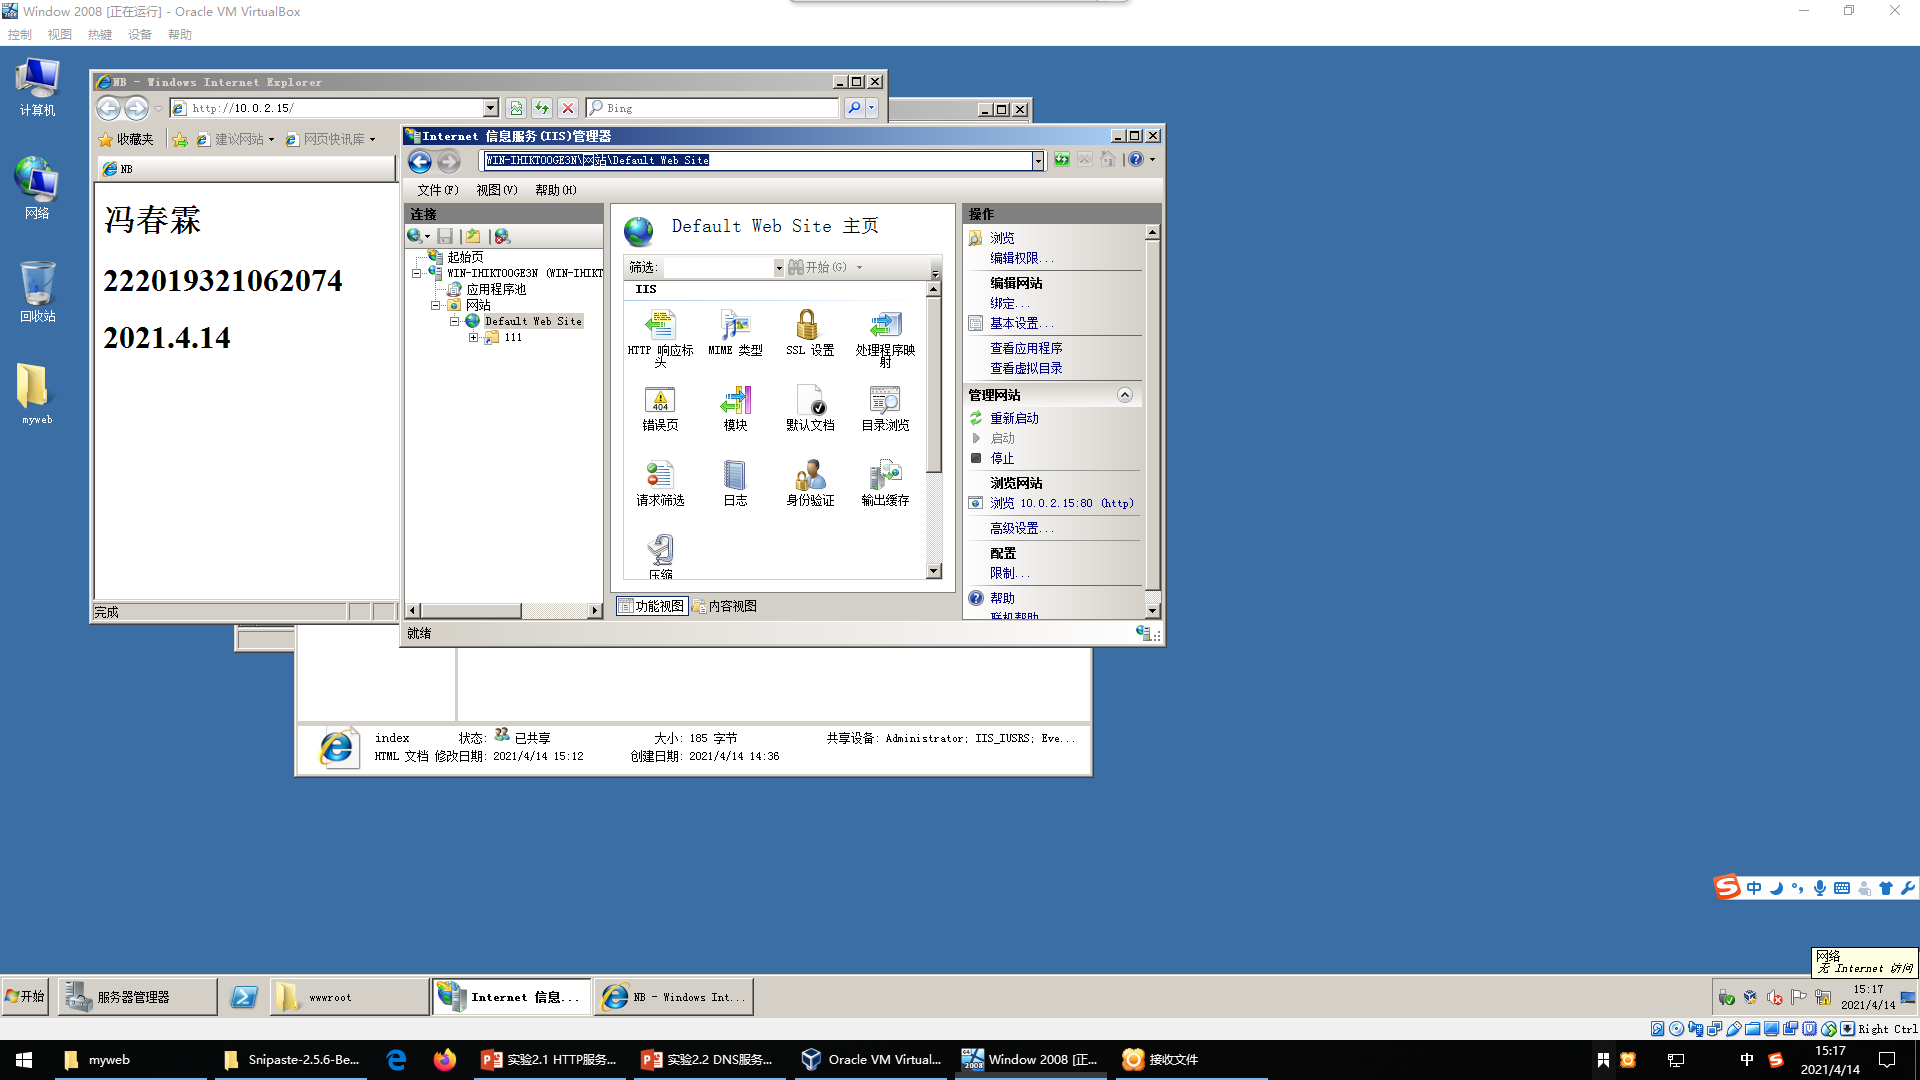 Window 2008 [正在运行] - Oracle VM VirtualBox
控制 视图 热键 设备 帮助
计算机
网络
回收站
myweb
NB - Windows Internet Explorer
http://10.0.2.15/
Bing
收藏夹 建议网站 网页快讯库
NB
冯春霖
222019321062074
2021.4.14
完成
Internet 信息服务(IIS)管理器
WIN-IHIKTOOGE3N\网站\Default Web Site
文件(F) 视图(V) 帮助(H)
连接
起始页
WIN-IHIKTOOGE3N (WIN-IHIKT
应用程序池
网站
Default Web Site
111
Default Web Site 主页
筛选: 开始(G)
IIS
HTTP 响应标头
MIME 类型
SSL 设置
处理程序映射
错误页
404
模块
默认文档
目录浏览
请求筛选
日志
身份验证
输出缓存
压缩
功能视图 内容视图
就绪
操作
浏览
编辑权限...
编辑网站
绑定...
基本设置...
查看应用程序
查看虚拟目录
管理网站
重新启动
启动
停止
浏览网站
浏览 10.0.2.15:80 (http)
高级设置...
配置
限制...
帮助
联机帮助
index 状态: 已共享 大小: 185 字节 共享设备: Administrator; IIS_IUSRS; Eve...
HTML 文档 修改日期: 2021/4/14 15:12 创建日期: 2021/4/14 14:36
中
网络
无 Internet 访问
开始 服务器管理器 wwwroot Internet 信息... NB - Windows Int...
15:17
2021/4/14
Right Ctrl
myweb Snipaste-2.5.6-Be... 实验2.1 HTTP服务... 实验2.2 DNS服务... Oracle VM Virtual... Window 2008 [正... 接收文件
中
15:17
2021/4/14